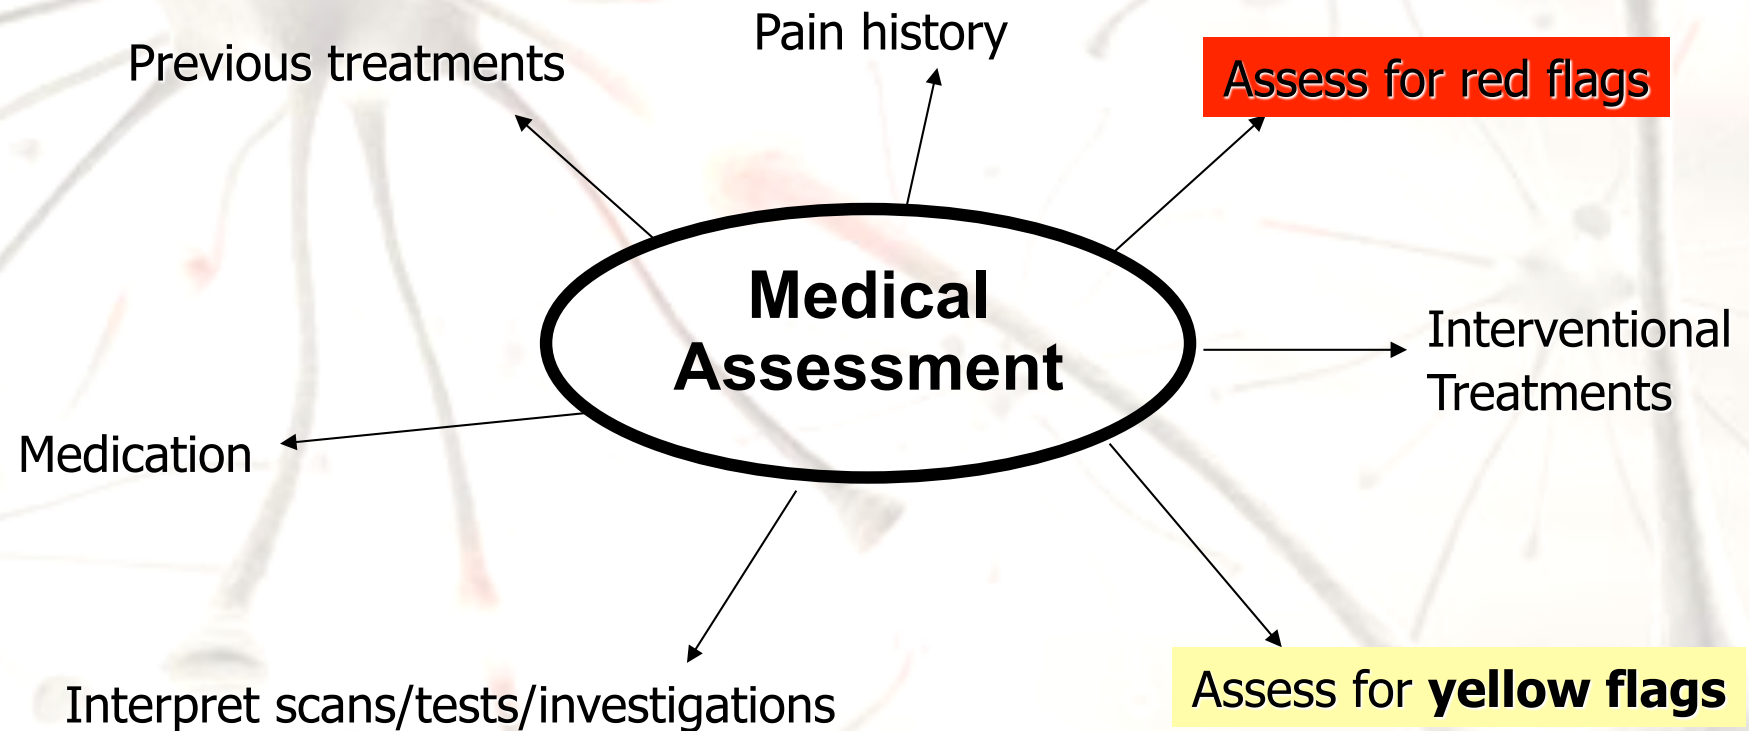 Pain history
Previous treatments
Assess for red flags
Medical
Assessment
Interventional
Treatments
Medication
Assess for yellow flags
Interpret scans/tests/investigations